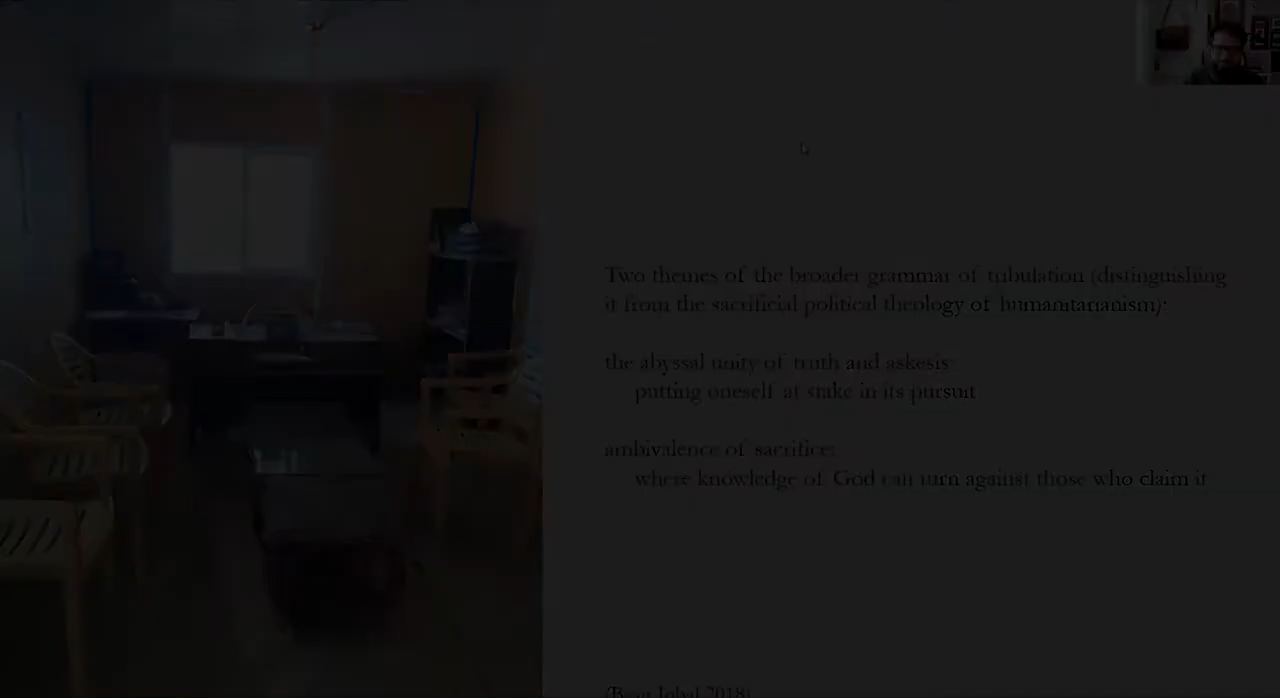 Two themes of the broader grammar of tribulation (distinguishing
it from the sacrificial political theology of humanitarianism):
the abyssal unity of truth and askesis:
putting oneself at stake in its pursuit
ambivalence of sacrifice:
where knowledge of God can turn against those who claim it
Iqbal 2018)